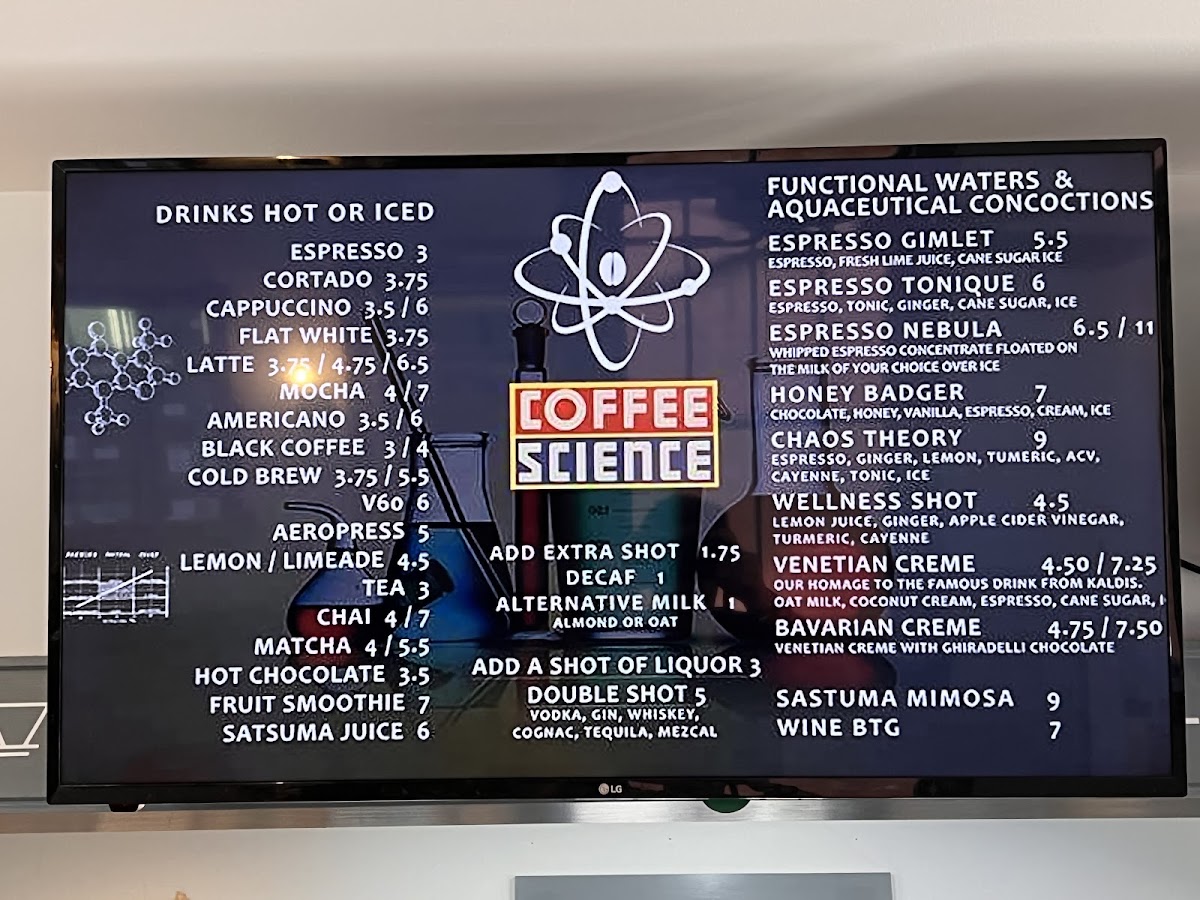 DRINKS HOT OR ICED
ESPRESSO 3
CORTADO 3.75
CAPPUCCINO 3.5 / 6
FLAT WHITE 3.75
LATTE 3.75 / 4.75 / 6.5
MOCHA 4 / 7
AMERICANO 3.5 / 6
BLACK COFFEE 3 / 4
COLD BREW 3.75 / 5.5
V60 6
AEROPRESS 5
LEMON / LIMEADE 4.5
TEA 3
CHAI 4 / 7
MATCHA 4 / 5.5
HOT CHOCOLATE 3.5
FRUIT SMOOTHIE 7
SATSUMA JUICE 6
COFFEE
SCIENCE
ADD EXTRA SHOT 1.75
DECAF 1
ALTERNATIVE MILK 1
ALMOND OR OAT
ADD A SHOT OF LIQUOR 3
DOUBLE SHOT 5
VODKA, GIN, WHISKEY,
COGNAC, TEQUILA, MEZCAL
FUNCTIONAL WATERS &
AQUACEUTICAL CONCOCTIONS
ESPRESSO GIMLET 5.5
ESPRESSO, FRESH LIME JUICE, CANE SUGAR ICE
ESPRESSO TONIQUE 6
ESPRESSO, TONIC, GINGER, CANE SUGAR, ICE
ESPRESSO NEBULA 6.5 / 11
WHIPPED ESPRESSO CONCENTRATE FLOATED ON
THE MILK OF YOUR CHOICE OVER ICE
HONEY BADGER 7
CHOCOLATE, HONEY, VANILLA, ESPRESSO, CREAM, ICE
CHAOS THEORY 9
ESPRESSO, GINGER, LEMON, TUMERIC, ACV,
CAYENNE, TONIC, ICE
WELLNESS SHOT 4.5
LEMON JUICE, GINGER, APPLE CIDER VINEGAR,
TURMERIC, CAYENNE
VENETIAN CREME 4.50 / 7.25
OUR HOMAGE TO THE FAMOUS DRINK FROM KALDIS.
OAT MILK, COCONUT CREAM, ESPRESSO, CANE SUGAR,
BAVARIAN CREME 4.75 / 7.50
VENETIAN CREME WITH GHIRADELLI CHOCOLATE
SASTUMA MIMOSA 9
WINE BTG 7
LG